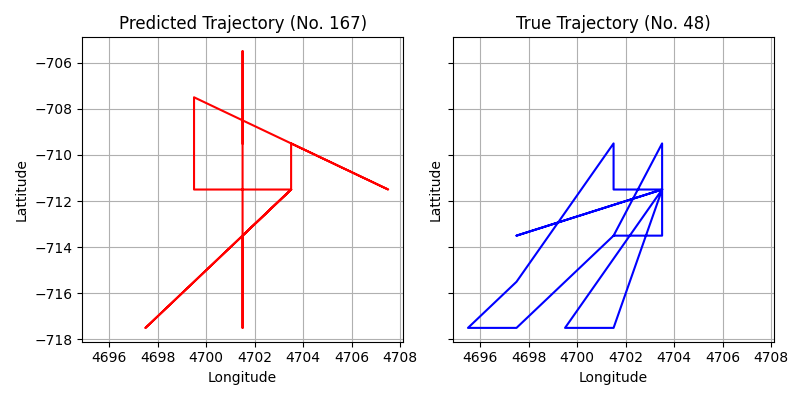 Predicted Trajectory (No. 167)
True Trajectory (No. 48)
Lattitude
−706
−708
−710
−712
−714
−716
−718
4696 4698 4700 4702 4704 4706 4708
Longitude
Lattitude
4696 4698 4700 4702 4704 4706 4708
Longitude